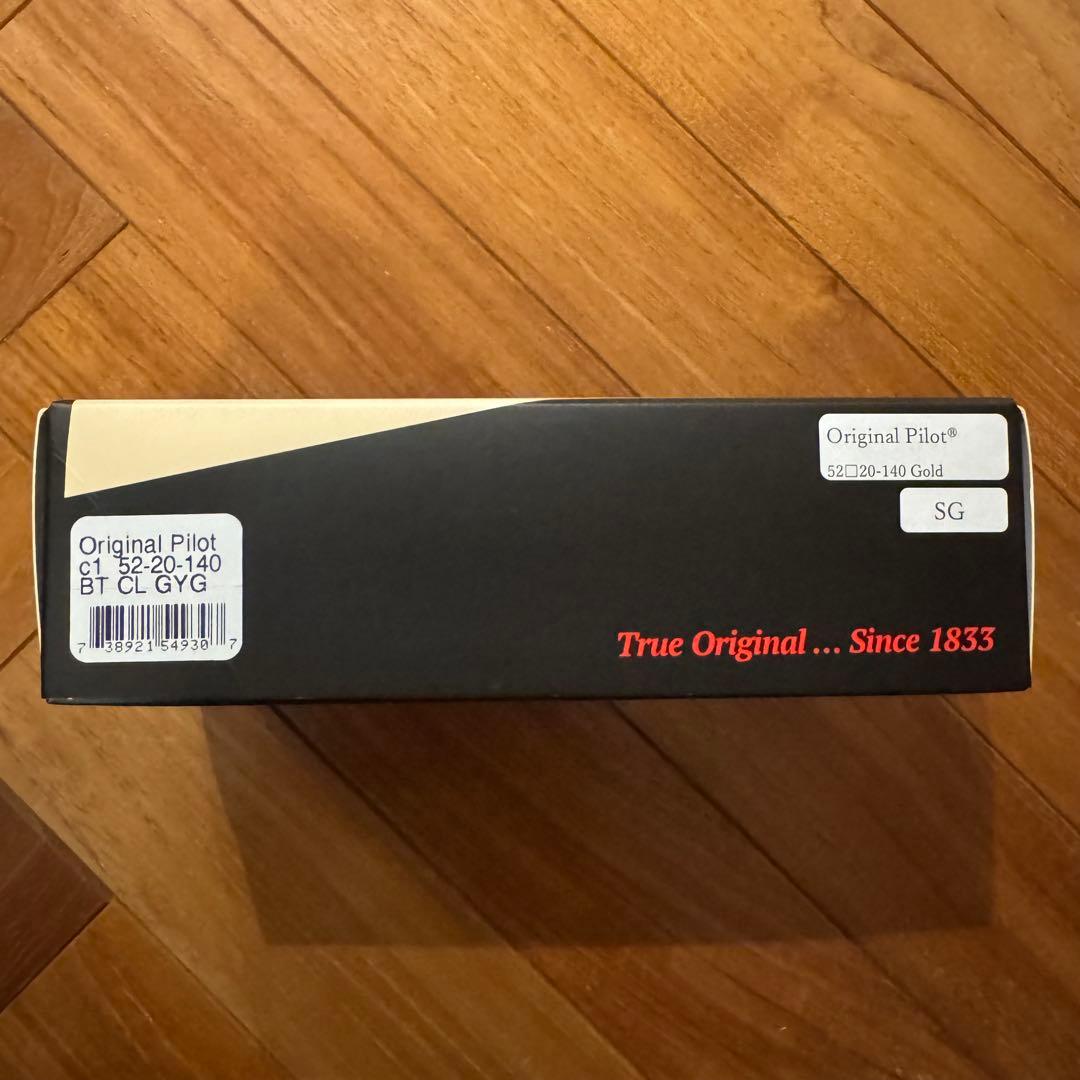 Original Pilot®
52□20-140 Gold
SG
Original Pilot
c1 52-20-140
BT CL GYG
7 38921 54930 7
True Original ... Since 1833